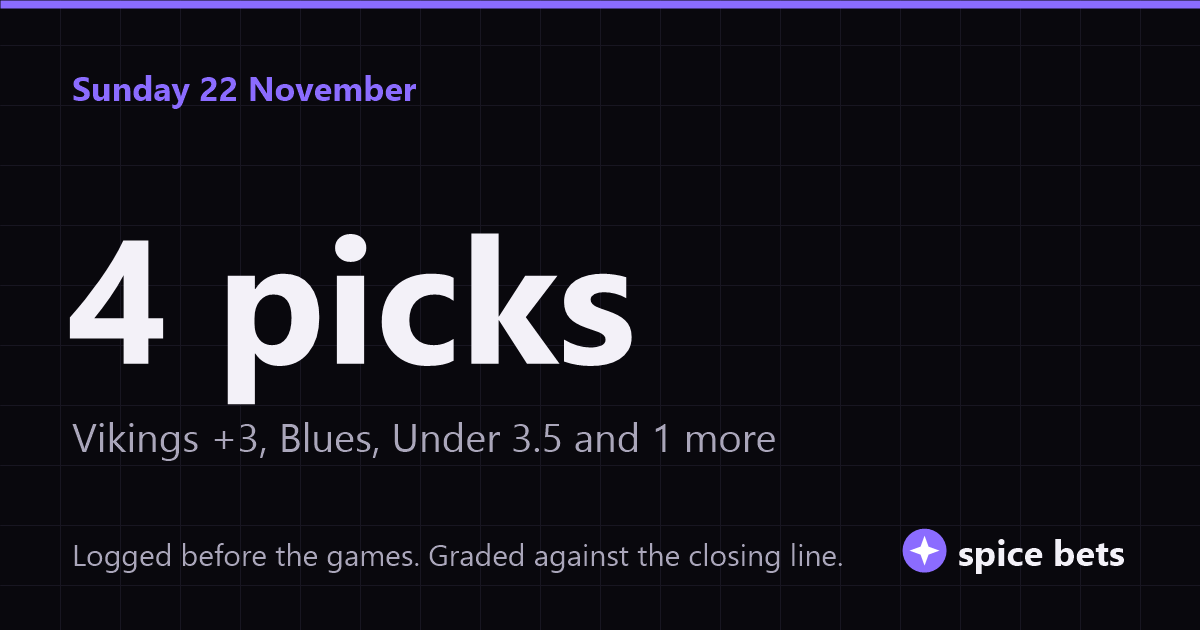 Sunday 22 November
4 picks
Vikings +3, Blues, Under 3.5 and 1 more
Logged before the games. Graded against the closing line.
spice bets